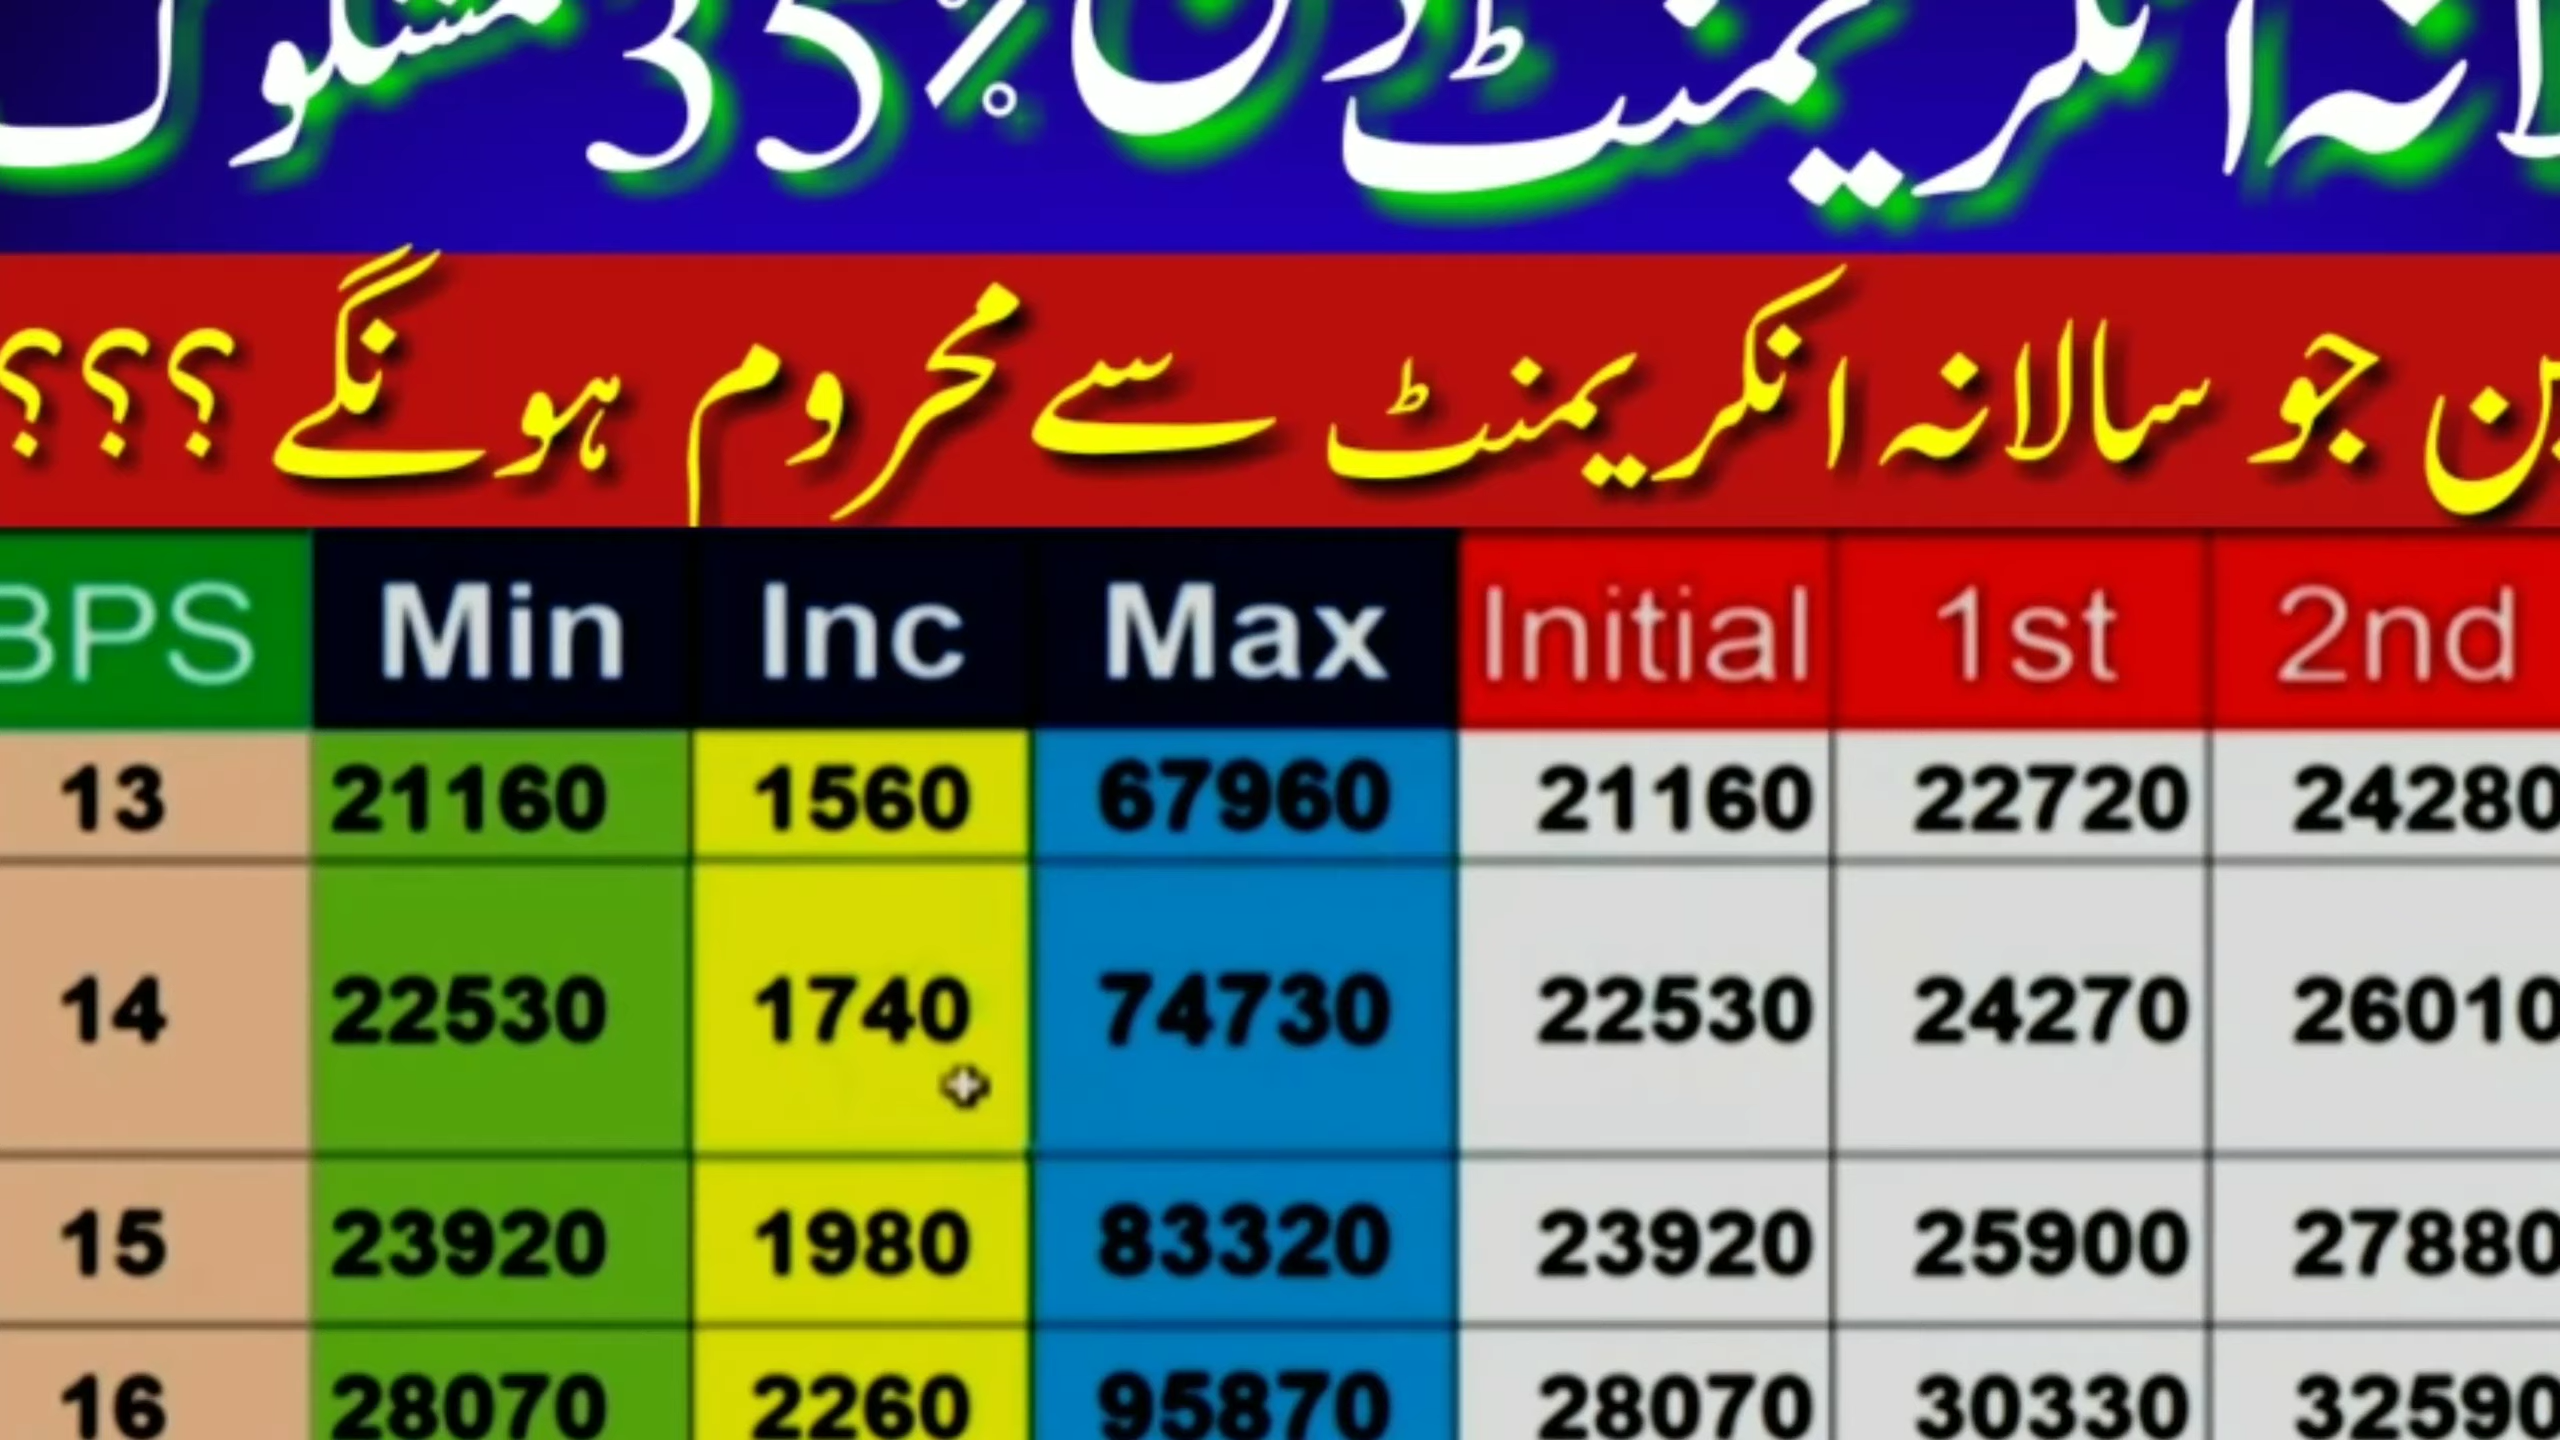 انکریمنٹ %35
جو سالانہ انکریمنٹ سے محروم ہونگے ؟؟؟
BPS Min Inc Max Initial 1st 2nd
13 21160 1560 67960 21160 22720 24280
14 22530 1740 74730 22530 24270 26010
15 23920 1980 83320 23920 25900 27880
16 28070 2260 95870 28070 30330 32590